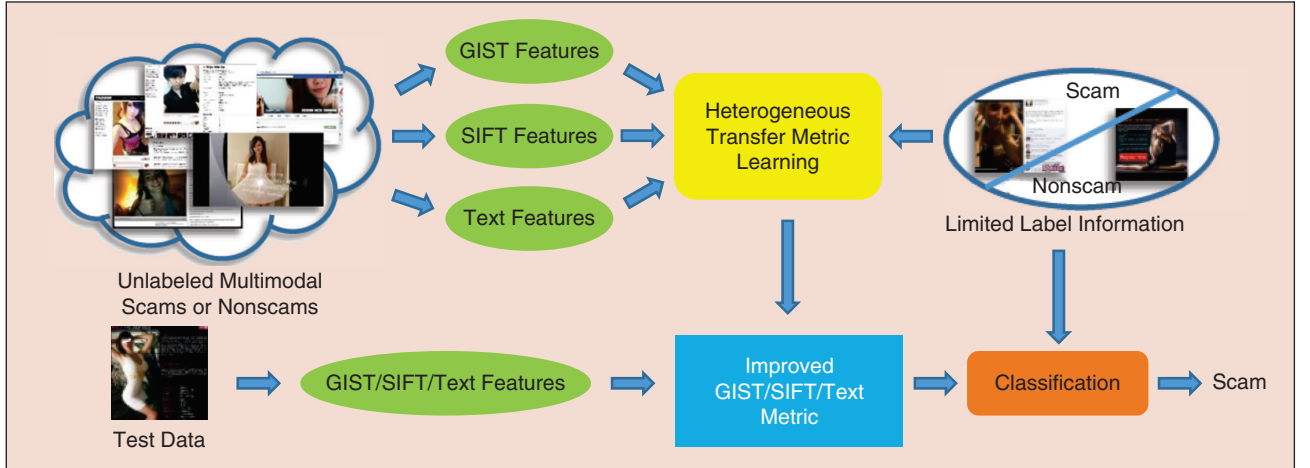 GIST Features
SIFT Features
Text Features
Heterogeneous
Transfer Metric
Learning
Scam
Nonscam
Limited Label Information
Unlabeled Multimodal
Scams or Nonscams
Test Data
GIST/SIFT/Text Features
Improved
GIST/SIFT/Text
Metric
Classification
Scam